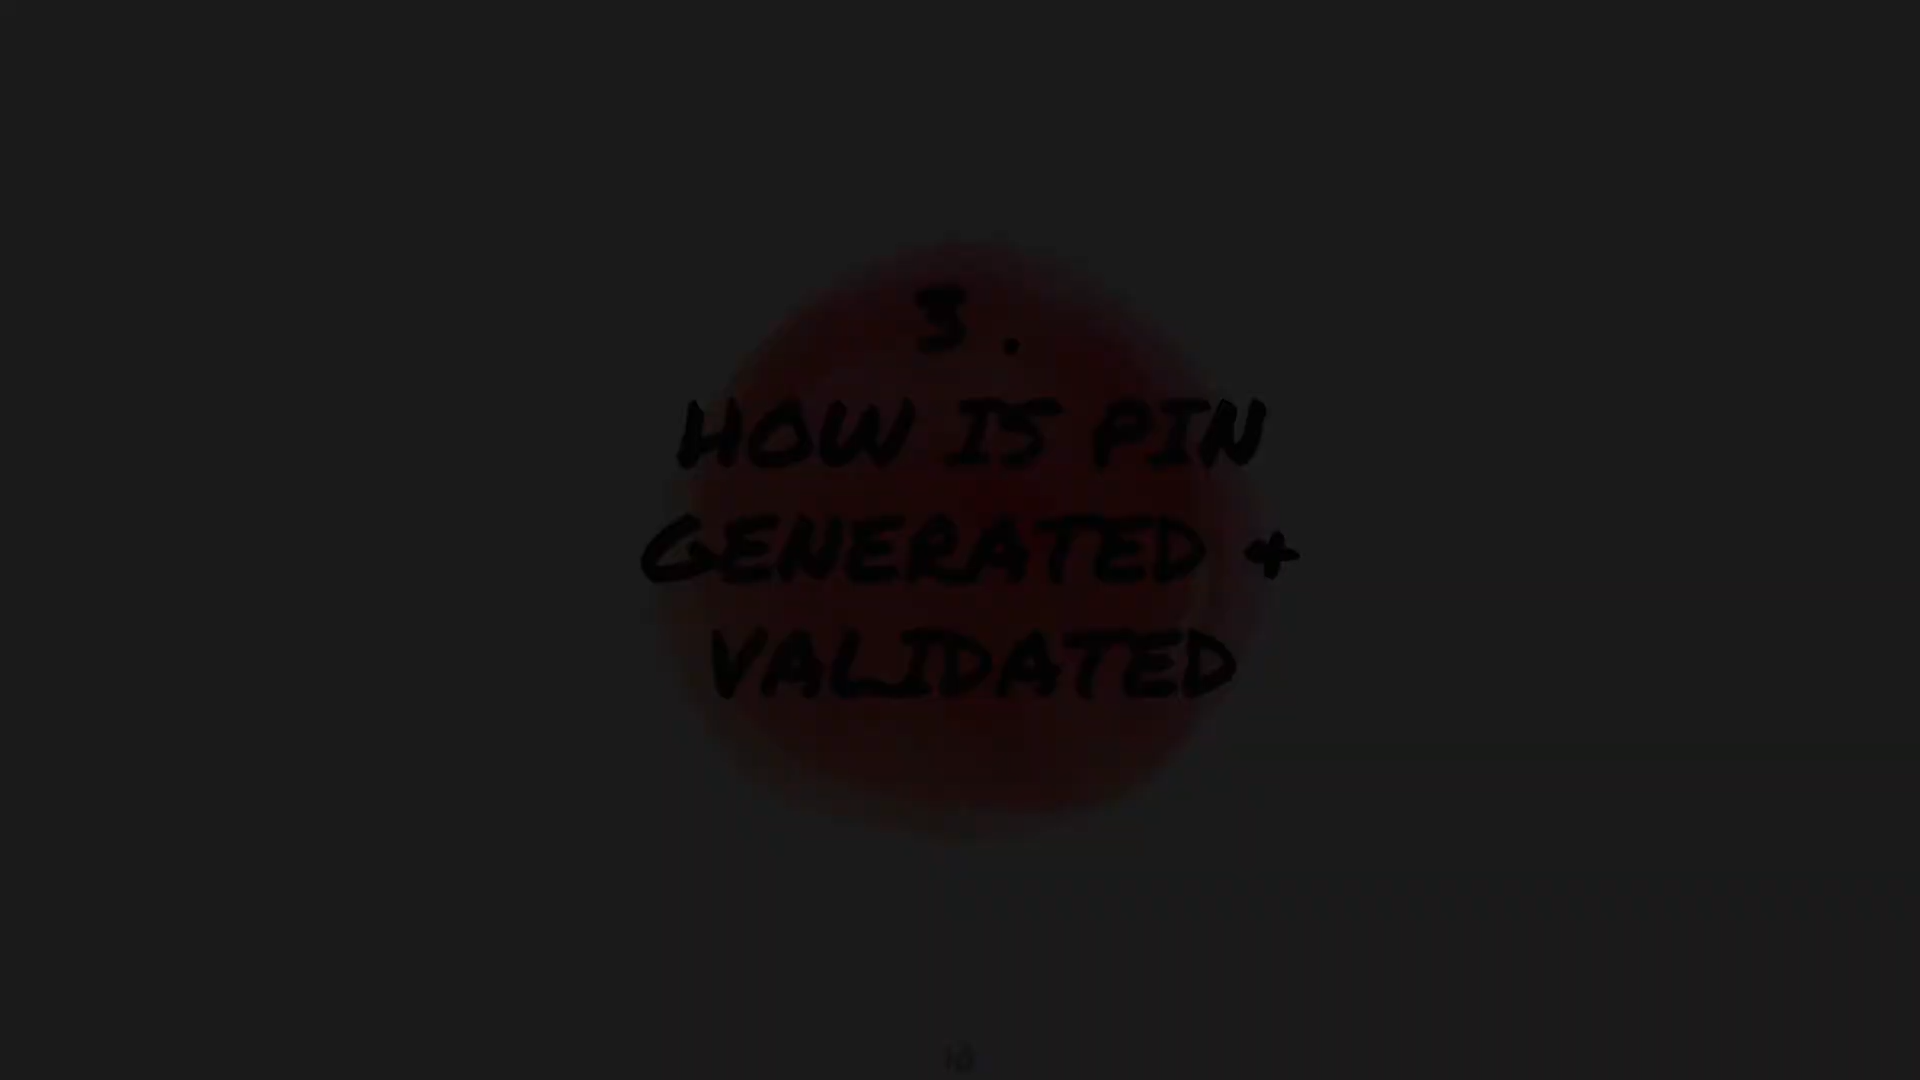 3.
HOW IS PIN
GENERATED +
VALIDATED